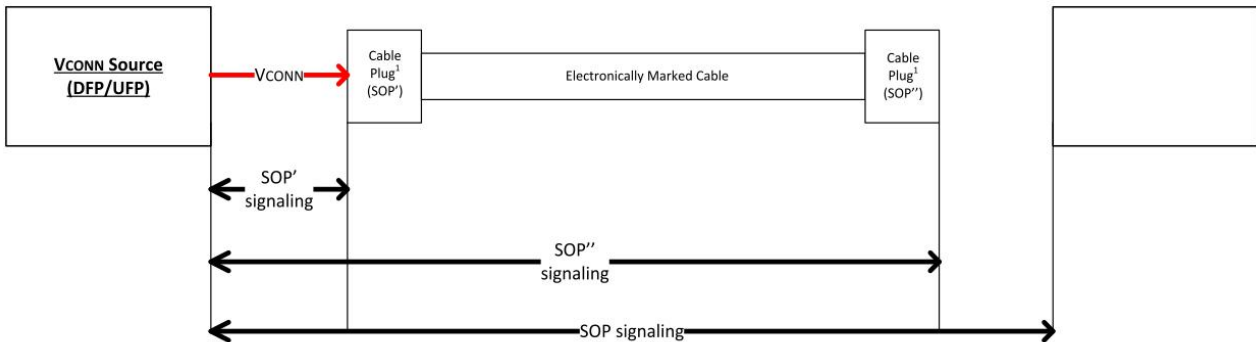 VCONN Source
(DFP/UFP)
VCONN
Cable
Plug¹
(SOP’)
Electronically Marked Cable
Cable
Plug¹
(SOP’’)
SOP’
signaling
SOP’’
signaling
SOP signaling